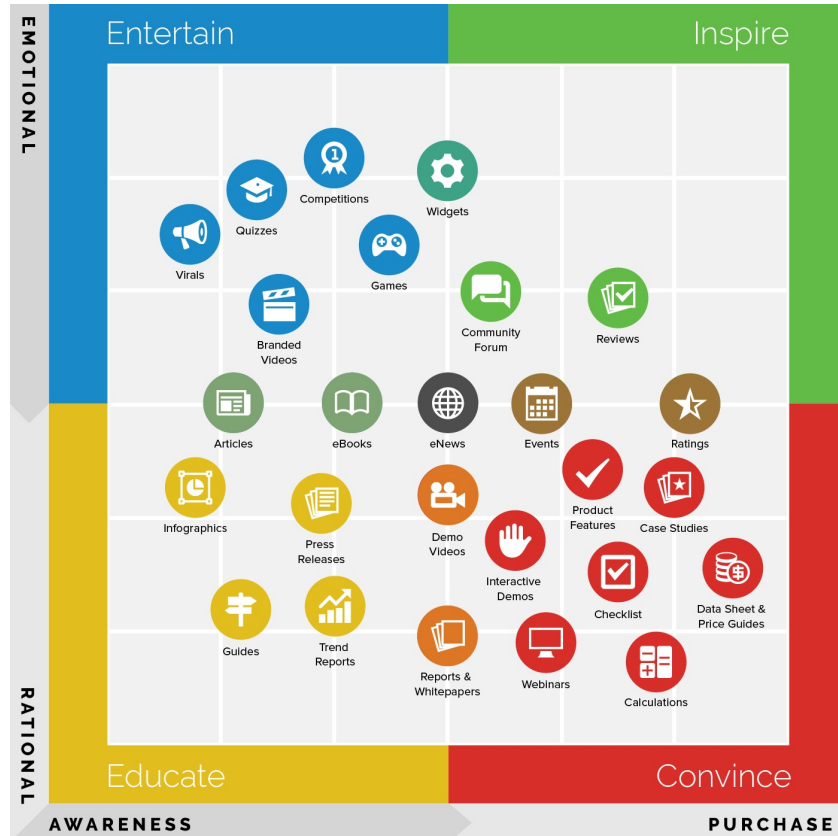 EMOTIONAL
Entertain
Inspire
1
Competitions
Widgets
Quizzes
Virals
Games
Branded
Videos
Community
Forum
Reviews
Articles
eBooks
eNews
Events
Ratings
Infographics
Press
Releases
Demo
Videos
Product
Features
Case Studies
Interactive
Demos
Checklist
$
Data Sheet &
Price Guides
Guides
Trend
Reports
Reports &
Whitepapers
Webinars
Calculations
RATIONAL
Educate
Convince
AWARENESS
PURCHASE